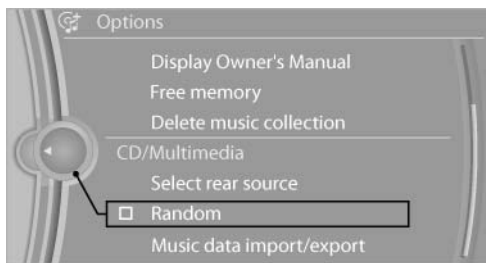 Options
Display Owner's Manual
Free memory
Delete music collection
CD/Multimedia
Select rear source
Random
Music data import/export